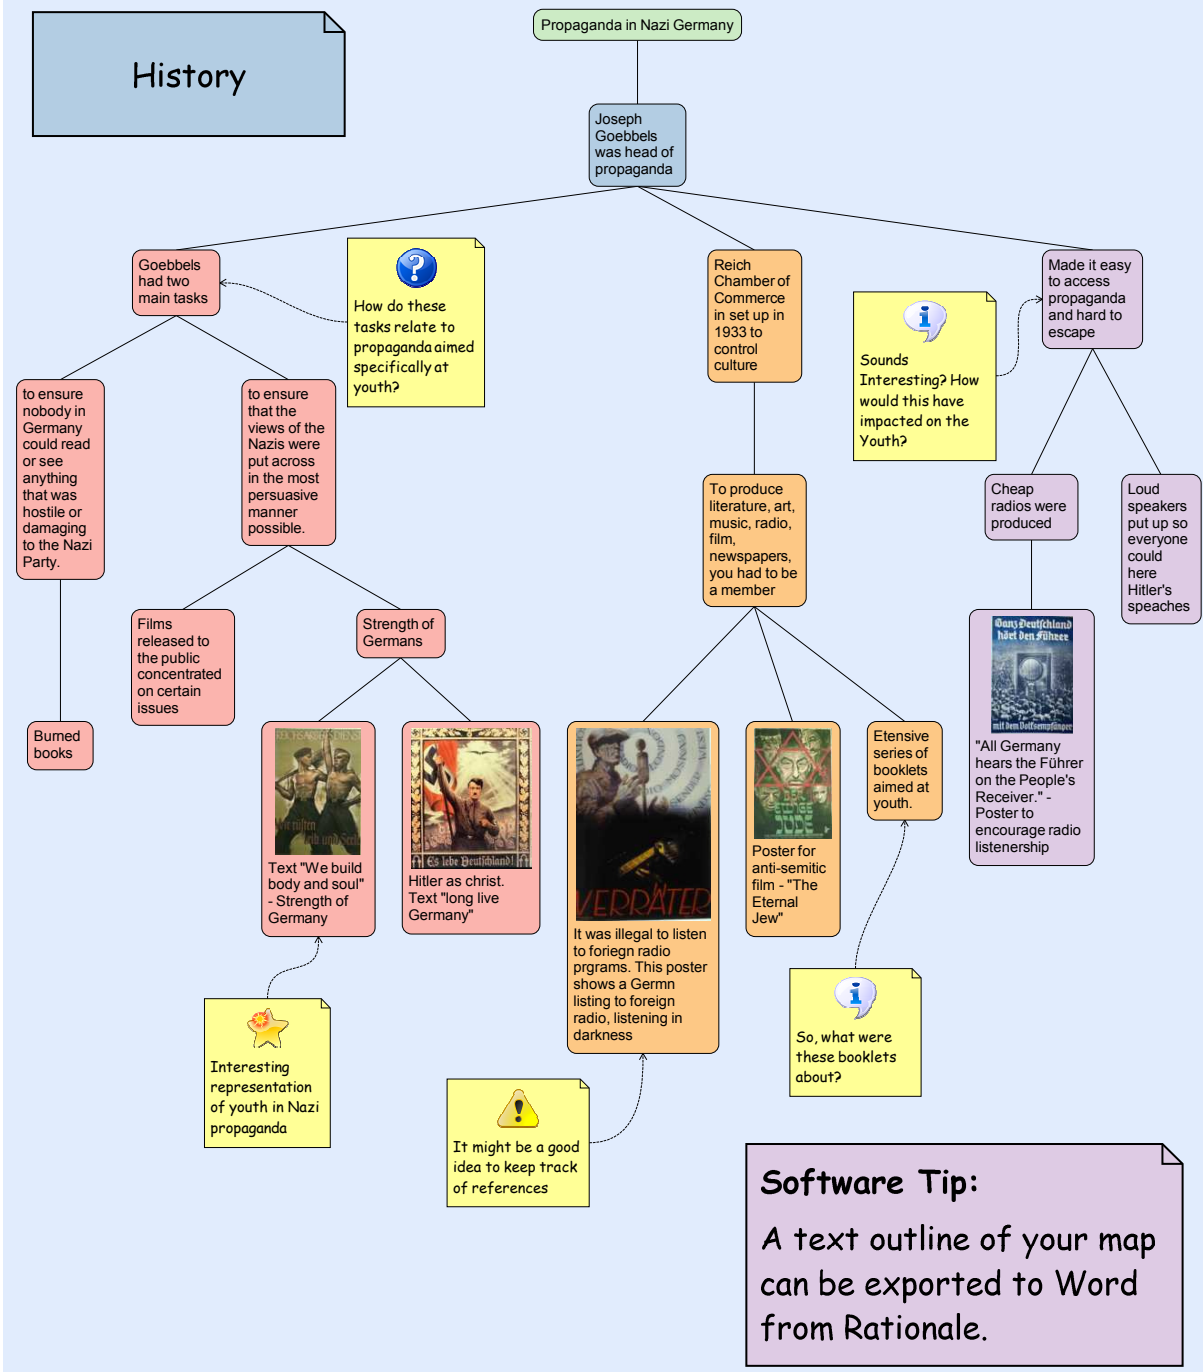 History
Propaganda in Nazi Germany
Joseph
Goebbels
was head of
propaganda
Goebbels
had two
main tasks
How do these
tasks relate to
propaganda aimed
specifically at
youth?
Reich
Chamber of
Commerce
in set up in
1933 to
control
culture
Sounds
Interesting? How
would this have
impacted on the
Youth?
Made it easy
to access
propaganda
and hard to
escape
to ensure
nobody in
Germany
could read
or see
anything
that was
hostile or
damaging
to the Nazi
Party.
to ensure
that the
views of the
Nazis were
put across
in the most
persuasive
manner
possible.
To produce
literature, art,
music, radio,
film,
newspapers,
you had to be
a member
Cheap
radios were
produced
Loud
speakers
put up so
everyone
could
here
Hitler's
speaches
Films
released to
the public
concentrated
on certain
issues
Strength of
Germans
Burned
books
REICHSARBEITSDIENST
Wir rüsten
Leib und Seele
Text "We build
body and soul"
- Strength of
Germany
Es lebe Deutschland!
Hitler as christ.
Text "long live
Germany"
VERRÄTER
It was illegal to listen
to foriegn radio
prgrams. This poster
shows a Germn
listing to foreign
radio, listening in
darkness
DER
EWIGE
JUDE
Poster for
anti-semitic
film - "The
Eternal
Jew"
Etensive
series of
booklets
aimed at
youth.
Ganz Deutschland
hört den Führer
mit dem Volksempfänger
"All Germany
hears the Führer
on the People's
Receiver." -
Poster to
encourage radio
listenership
Interesting
representation
of youth in Nazi
propaganda
It might be a good
idea to keep track
of references
So, what were
these booklets
about?
Software Tip:
A text outline of your map
can be exported to Word
from Rationale.